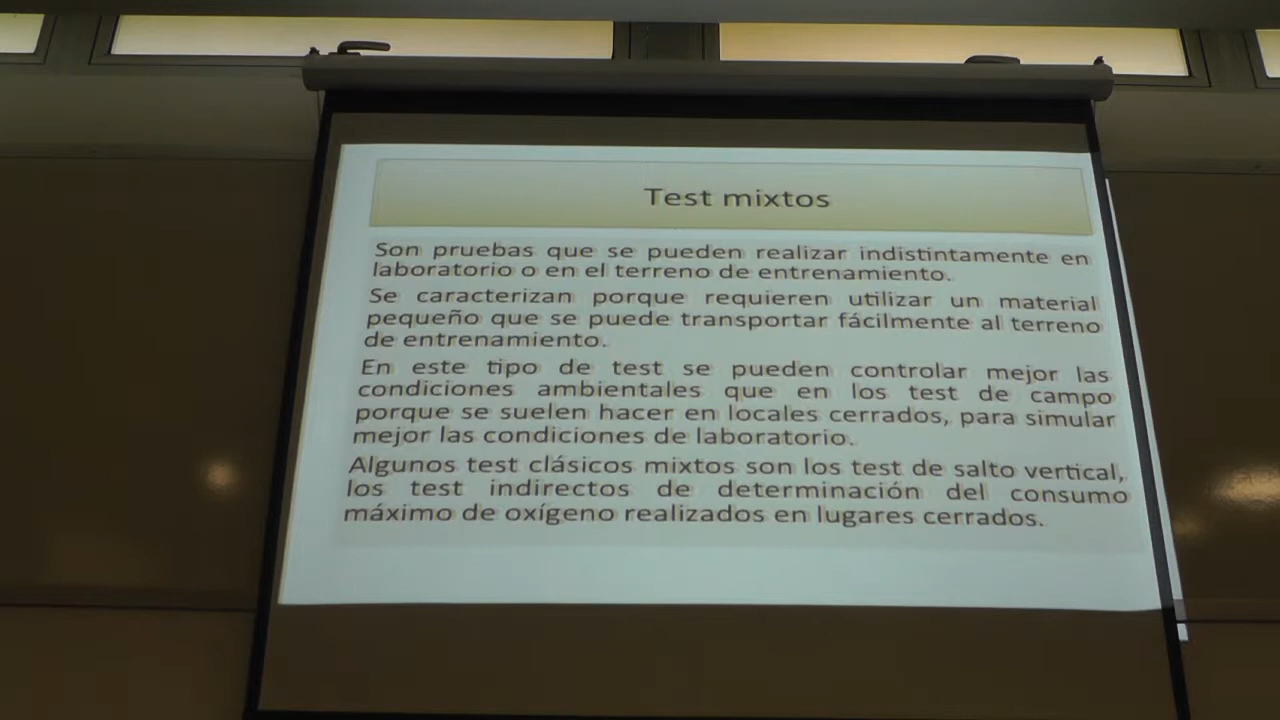 Test mixtos
Son pruebas que se pueden realizar indistintamente en
laboratorio o en el terreno de entrenamiento.
Se caracterizan porque requieren utilizar un material
pequeño que se puede transportar fácilmente al terreno
de entrenamiento.
En este tipo de test se pueden controlar mejor las
condiciones ambientales que en los test de campo
porque se suelen hacer en locales cerrados, para simular
mejor las condiciones de laboratorio.
Algunos test clásicos mixtos son los test de salto vertical,
los test indirectos de determinación del consumo
máximo de oxígeno realizados en lugares cerrados.